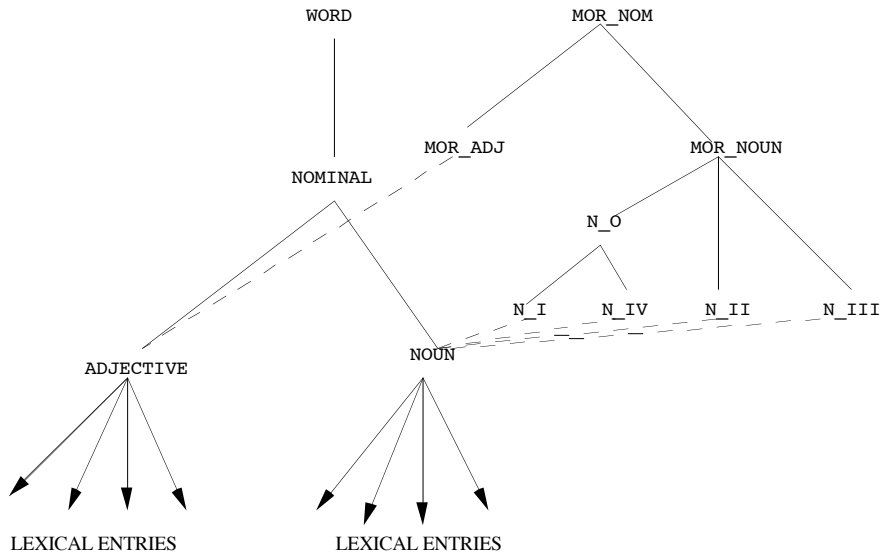 WORD
MOR_NOM
MOR_ADJ
MOR_NOUN
NOMINAL
N_O
N_I
N_IV
N_II
N_III
NOUN
ADJECTIVE
LEXICAL ENTRIES
LEXICAL ENTRIES